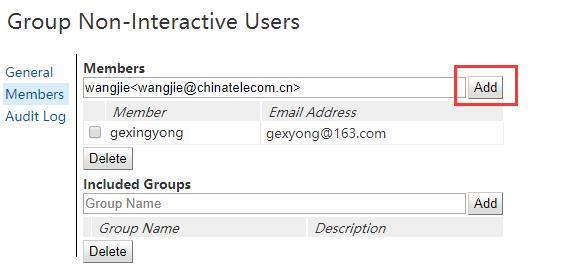 Group Non-Interactive Users
General
Members
Audit Log
Members
wangjie<wangjie@chinatelecom.cn> Add
Member Email Address
gexingyong gexyong@163.com
Delete
Included Groups
Group Name Add
Group Name Description
Delete